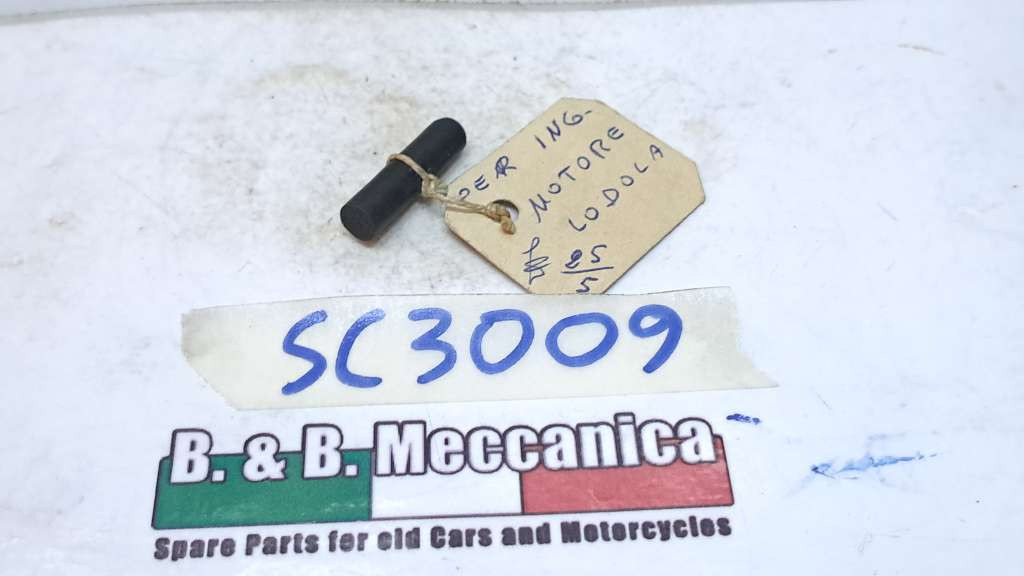 PER ING-
MOTORE
LODOLA
25/5
SC3009
B. & B. Meccanica
Spare Parts for old Cars and Motorcycles